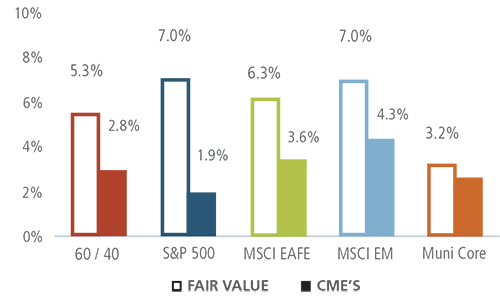 10%
8%
6%
4%
2%
0%
5.3%
2.8%
7.0%
1.9%
6.3%
3.6%
7.0%
4.3%
3.2%
60 / 40
S&P 500
MSCI EAFE
MSCI EM
Muni Core
FAIR VALUE
CME'S